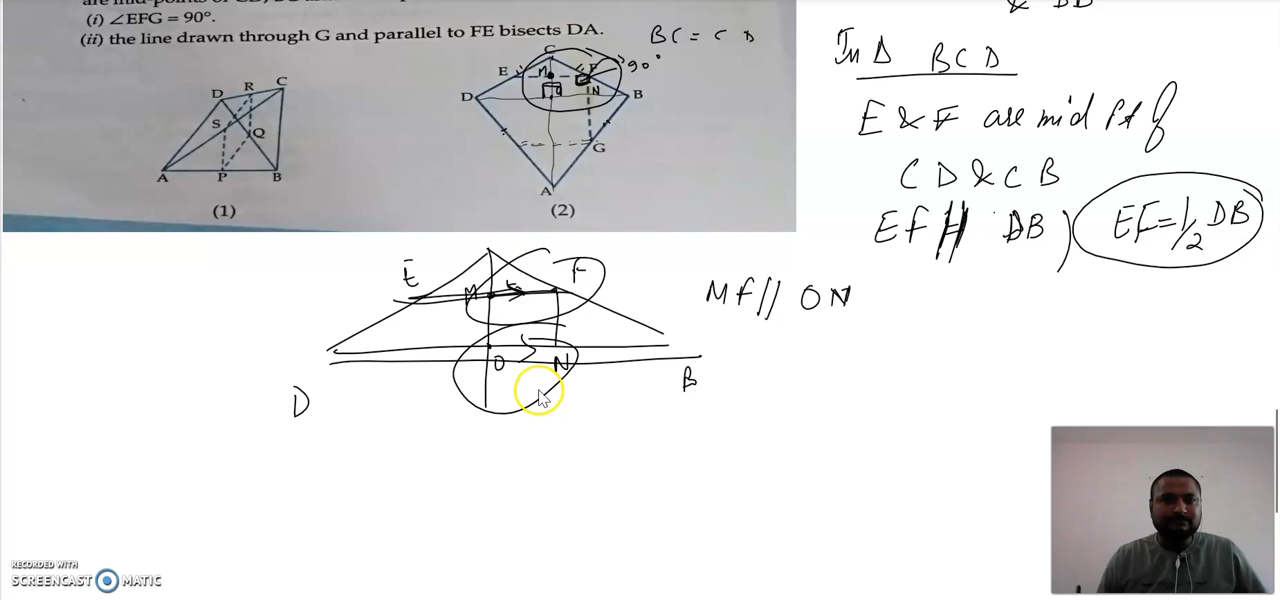 (i) ∠EFG = 90°.
(ii) the line drawn through G and parallel to FE bisects DA.
BC = CD
90°
D R C
S
Q
A P B
(1)
C
E M F
D O N B
G
A
(2)
& DB
In Δ BCD
E & F are mid pt of
CD & CB
EF // DB) EF = 1/2 DB
E F
M
MF // ON
O N
D B
RECORDED WITH
SCREENCAST MATIC